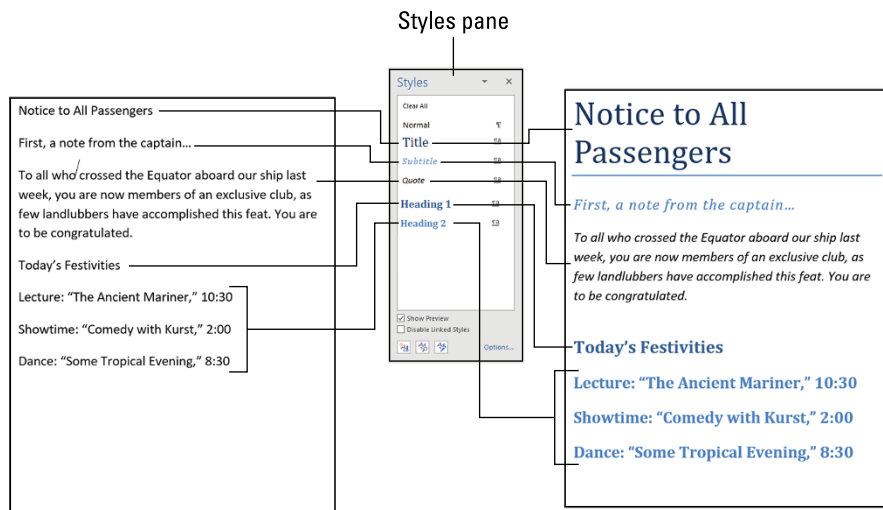 Styles pane
Notice to All Passengers
First, a note from the captain…
To all who crossed the Equator aboard our ship last
week, you are now members of an exclusive club, as
few landlubbers have accomplished this feat. You are
to be congratulated.
Today’s Festivities
Lecture: “The Ancient Mariner,” 10:30
Showtime: “Comedy with Kurst,” 2:00
Dance: “Some Tropical Evening,” 8:30
Styles
Clear All
Normal
Title
Subtitle
Quote
Heading 1
Heading 2
Show Preview
Disable Linked Styles
Options...
Notice to All
Passengers
First, a note from the captain…
To all who crossed the Equator aboard our ship last
week, you are now members of an exclusive club, as
few landlubbers have accomplished this feat. You are
to be congratulated.
Today’s Festivities
Lecture: “The Ancient Mariner,” 10:30
Showtime: “Comedy with Kurst,” 2:00
Dance: “Some Tropical Evening,” 8:30